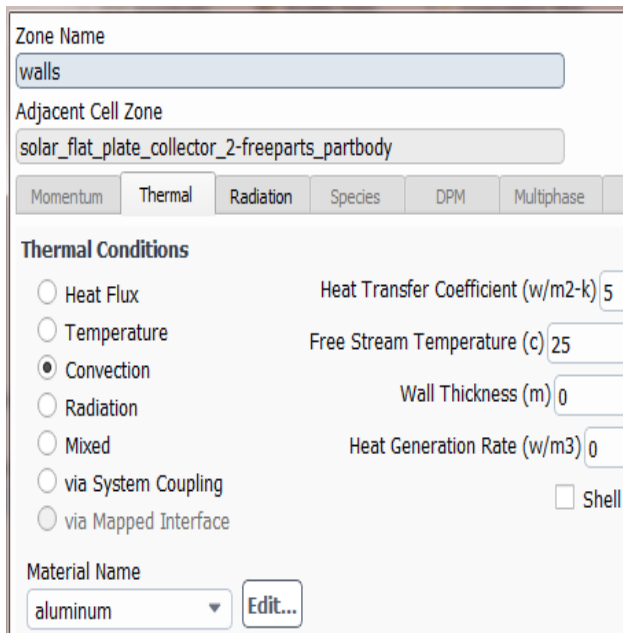 Zone Name
walls
Adjacent Cell Zone
solar_flat_plate_collector_2-freeparts_partbody
Momentum Thermal Radiation Species DPM Multiphase
Thermal Conditions
Heat Flux
Temperature
Convection
Radiation
Mixed
via System Coupling
via Mapped Interface
Heat Transfer Coefficient (w/m2-k) 5
Free Stream Temperature (c) 25
Wall Thickness (m) 0
Heat Generation Rate (w/m3) 0
Shell
Material Name
aluminum Edit...